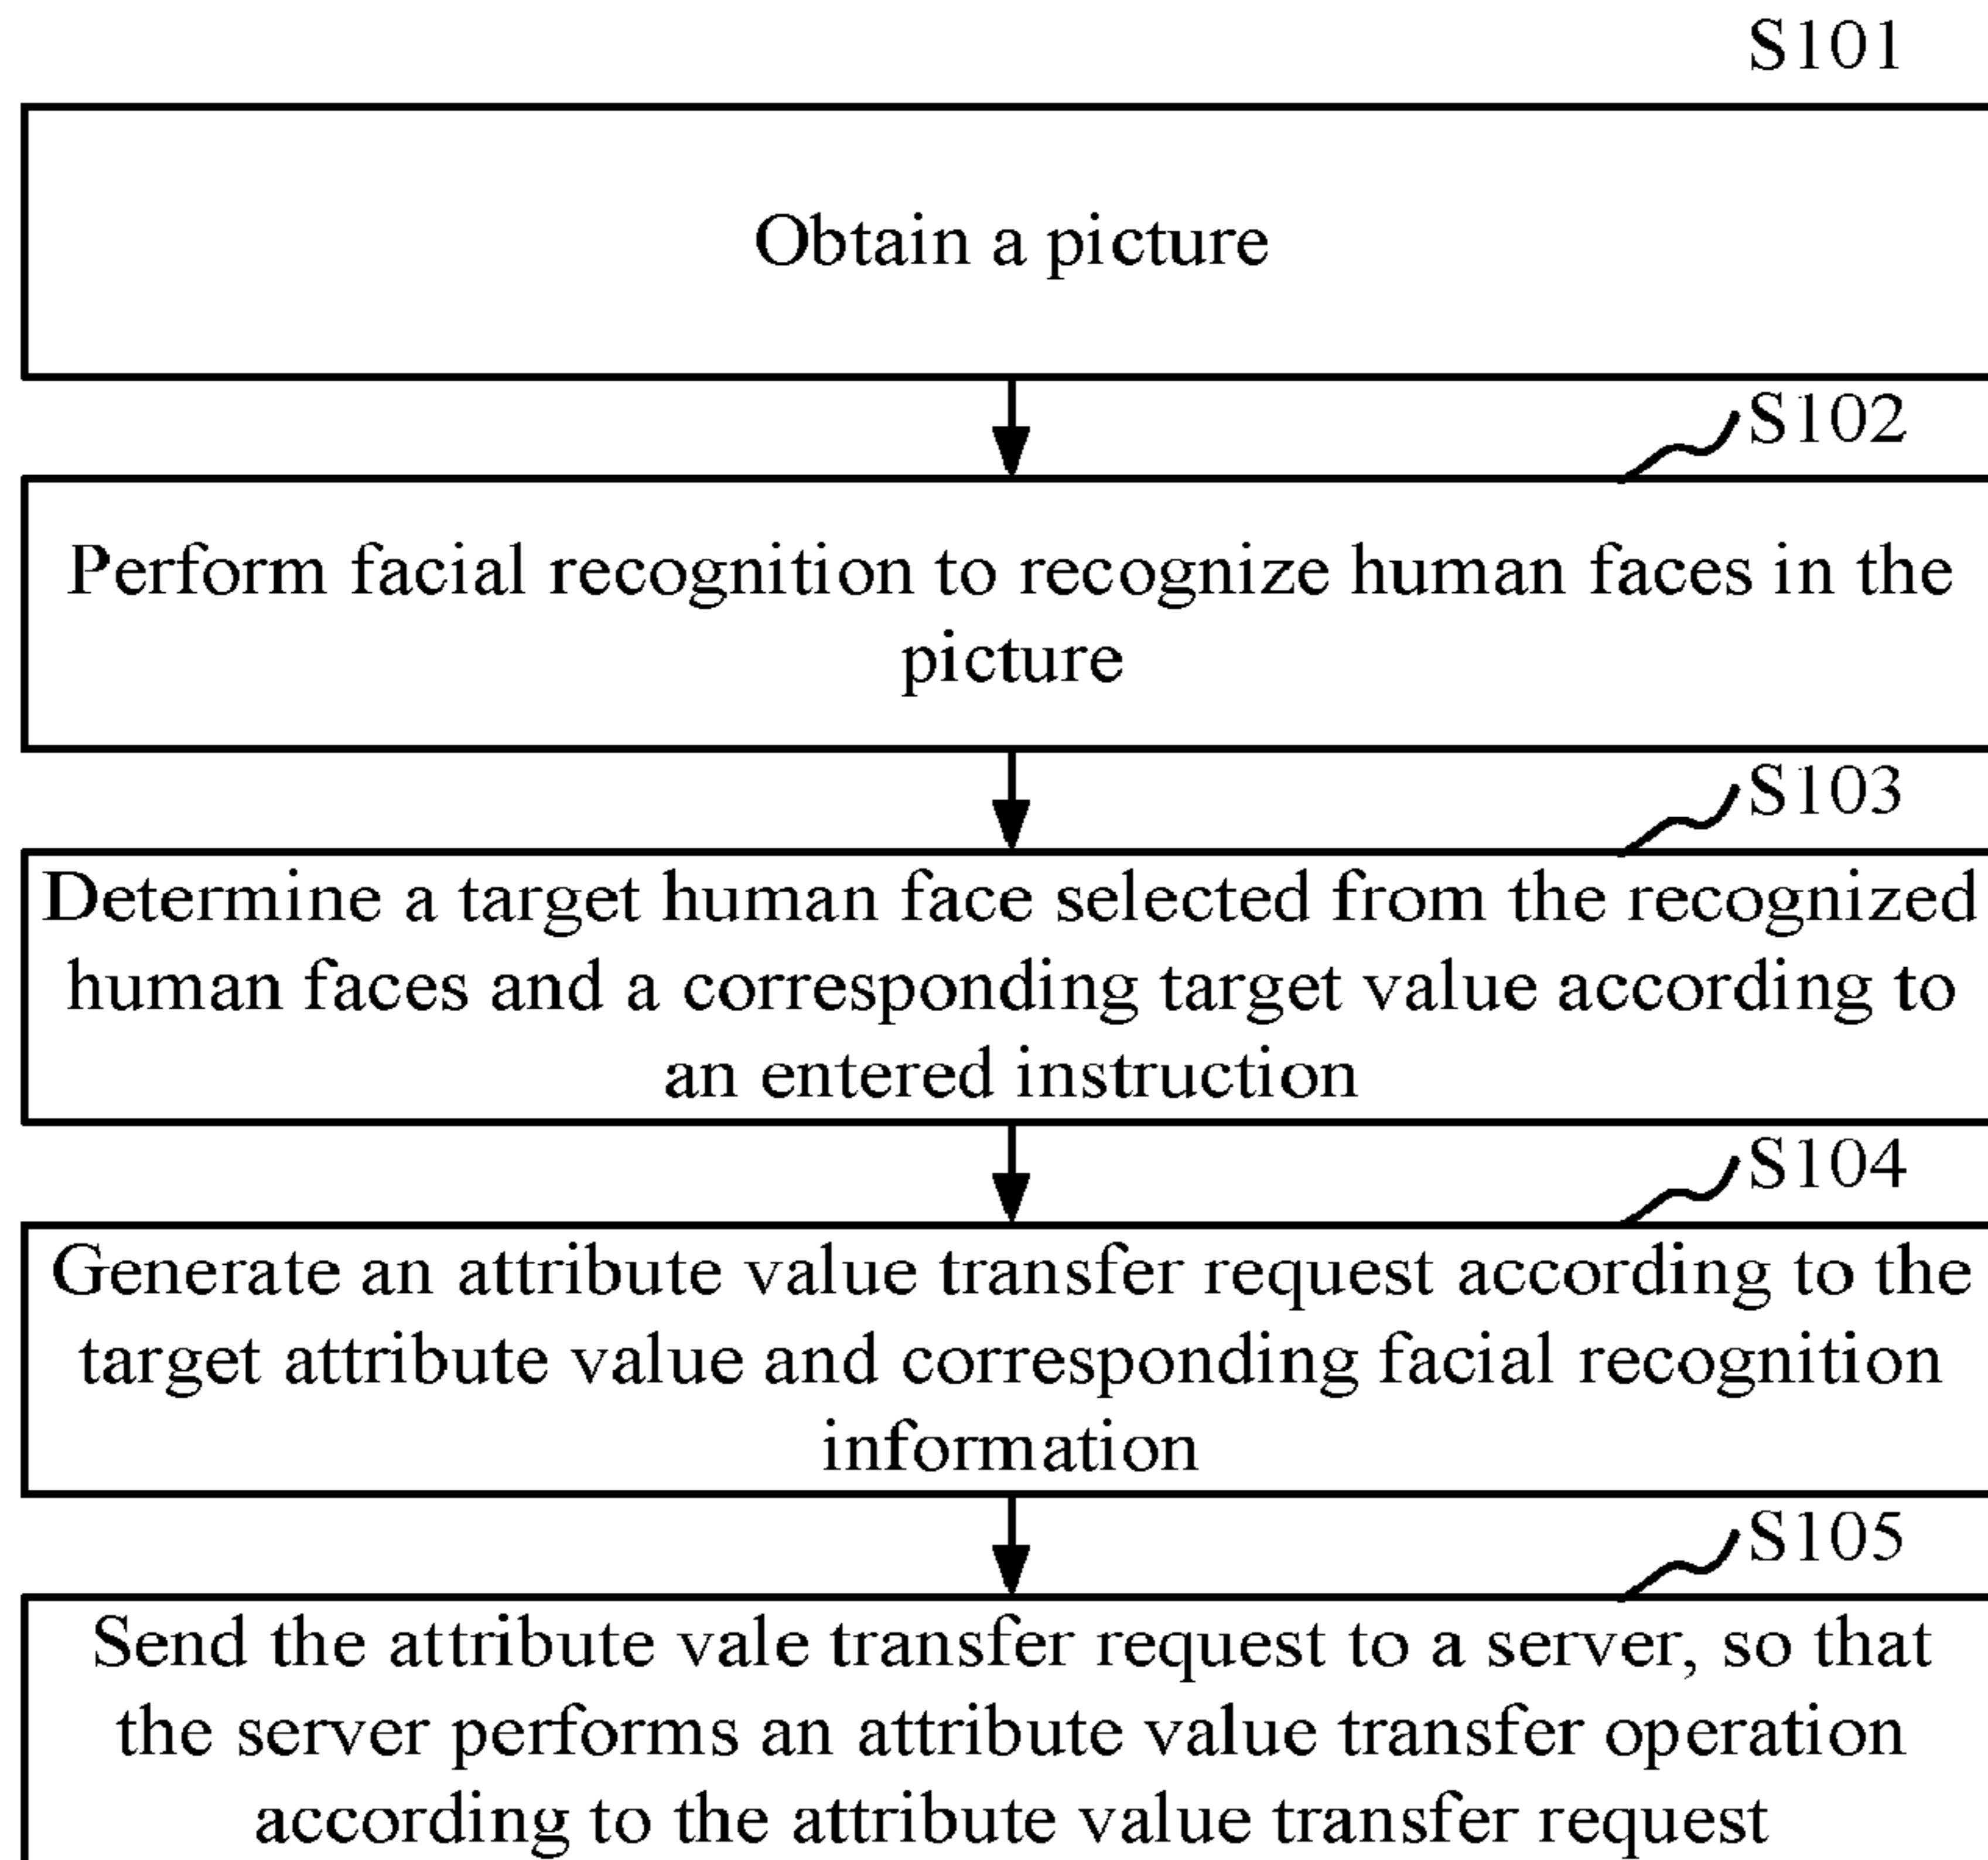 S101
Obtain a picture
S102
Perform facial recognition to recognize human faces in the
picture
S103
Determine a target human face selected from the recognized
human faces and a corresponding target value according to
an entered instruction
S104
Generate an attribute value transfer request according to the
target attribute value and corresponding facial recognition
information
S105
Send the attribute vale transfer request to a server, so that
the server performs an attribute value transfer operation
according to the attribute value transfer request